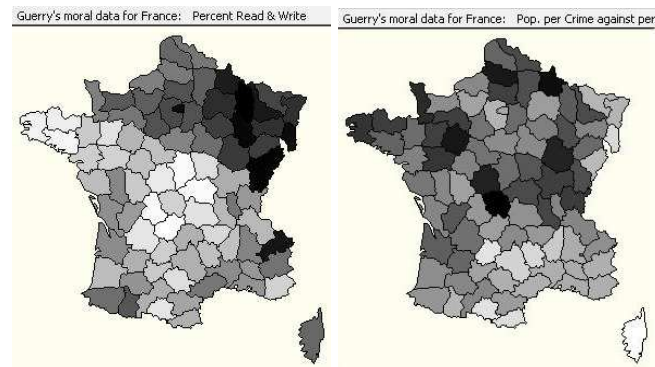 Guerry's moral data for France: Percent Read & Write
Guerry's moral data for France: Pop. per Crime against per